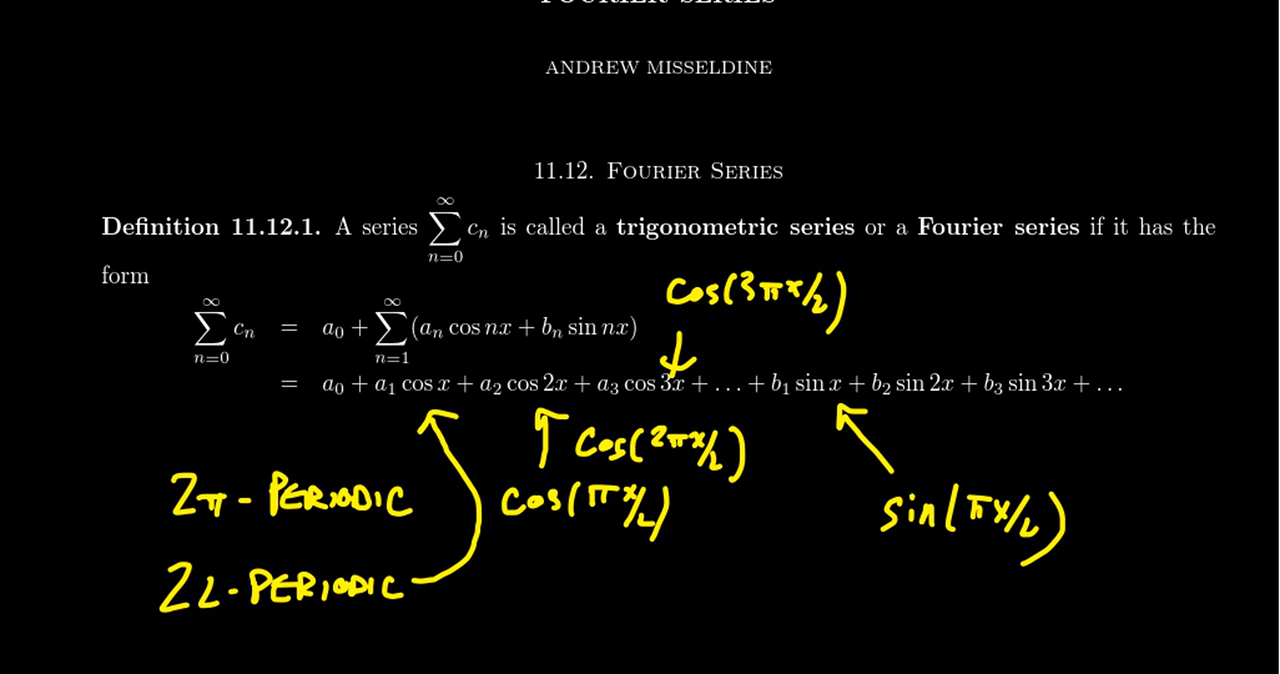 FOURIER SERIES
ANDREW MISSELDINE
11.12. FOURIER SERIES
Definition 11.12.1. A series ∑_{n=0}^{∞} c_n is called a trigonometric series or a Fourier series if it has the
form
cos(3πx/L)
∑_{n=0}^{∞} c_n = a_0 + ∑_{n=1}^{∞} (a_n cos nx + b_n sin nx)
= a_0 + a_1 cos x + a_2 cos 2x + a_3 cos 3x + … + b_1 sin x + b_2 sin 2x + b_3 sin 3x + …
cos(2πx/L)
2π-PERIODIC
cos(πx/L)
sin(πx/L)
2L-PERIODIC